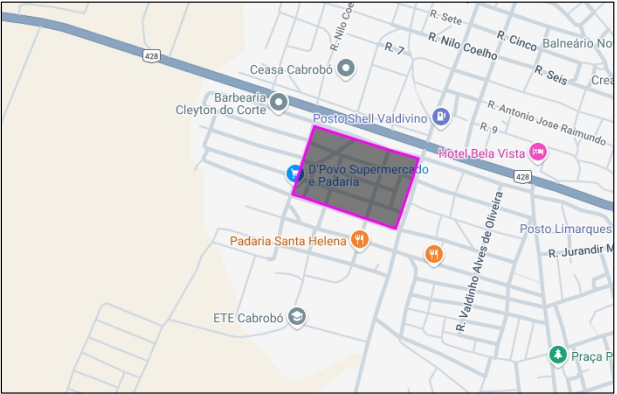 R. Sete
R. Nilo Coe
R. Cinco
R. Nilo Coelho
Balneário No
R. 7
428
Ceasa Cabrobó
R. Seis
Crea
Barbearia
Cleyton do Corte
R. Antonio Jose Raimundo
Posto Shell Valdivino
R. 9
Hotel Bela Vista
D'Povo Supermercado
e Padaria
428
R. Valdinho Alves de Oliveira
Posto Limarques
Padaria Santa Helena
R. Jurandir M
ETE Cabrobó
Praça P